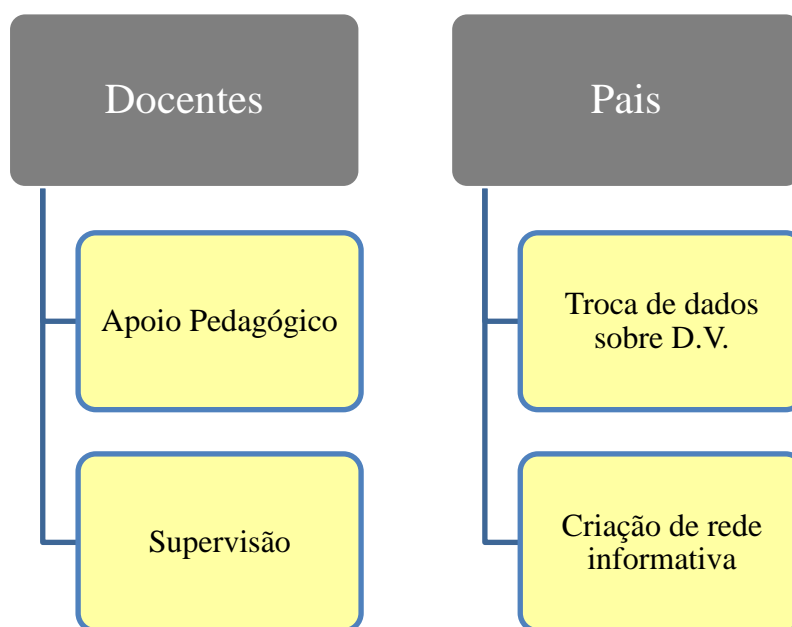 Docentes
Apoio Pedagógico
Supervisão
Pais
Troca de dados
sobre D.V.
Criação de rede
informativa